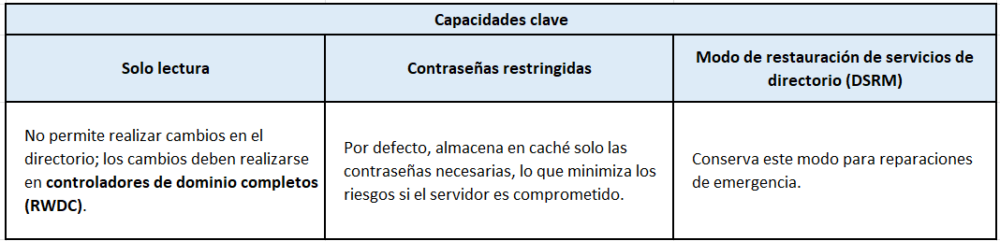 Capacidades clave
Solo lectura
Contraseñas restringidas
Modo de restauración de servicios de
directorio (DSRM)
No permite realizar cambios en el
directorio; los cambios deben realizarse
en controladores de dominio completos
(RWDC).
Por defecto, almacena en caché solo las
contraseñas necesarias, lo que minimiza los
riesgos si el servidor es comprometido.
Conserva este modo para reparaciones
de emergencia.